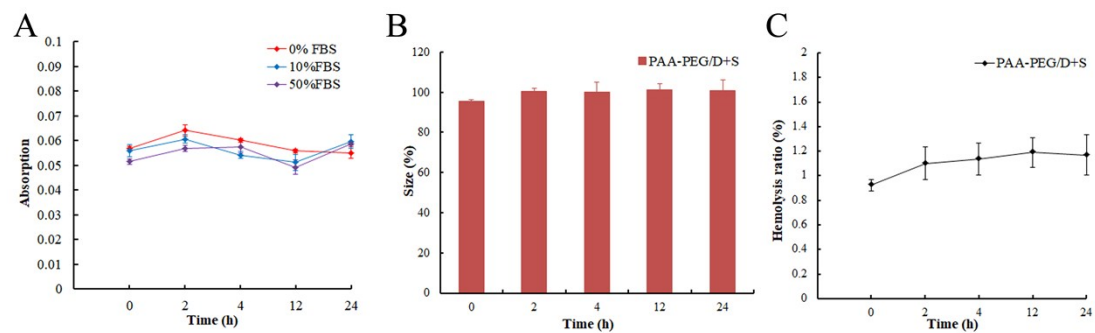 A
Absorption
0.1
0.09
0.08
0.07
0.06
0.05
0.04
0.03
0.02
0.01
0
0% FBS
10%FBS
50%FBS
0 2 4 12 24
Time (h)
B
Size (%)
120
100
80
60
40
20
0
PAA-PEG/D+S
0 2 4 12 24
Time (h)
C
Hemolysis ratio (%)
2
1.8
1.6
1.4
1.2
1
0.8
0.6
0.4
0.2
0
PAA-PEG/D+S
0 2 4 12 24
Time (h)